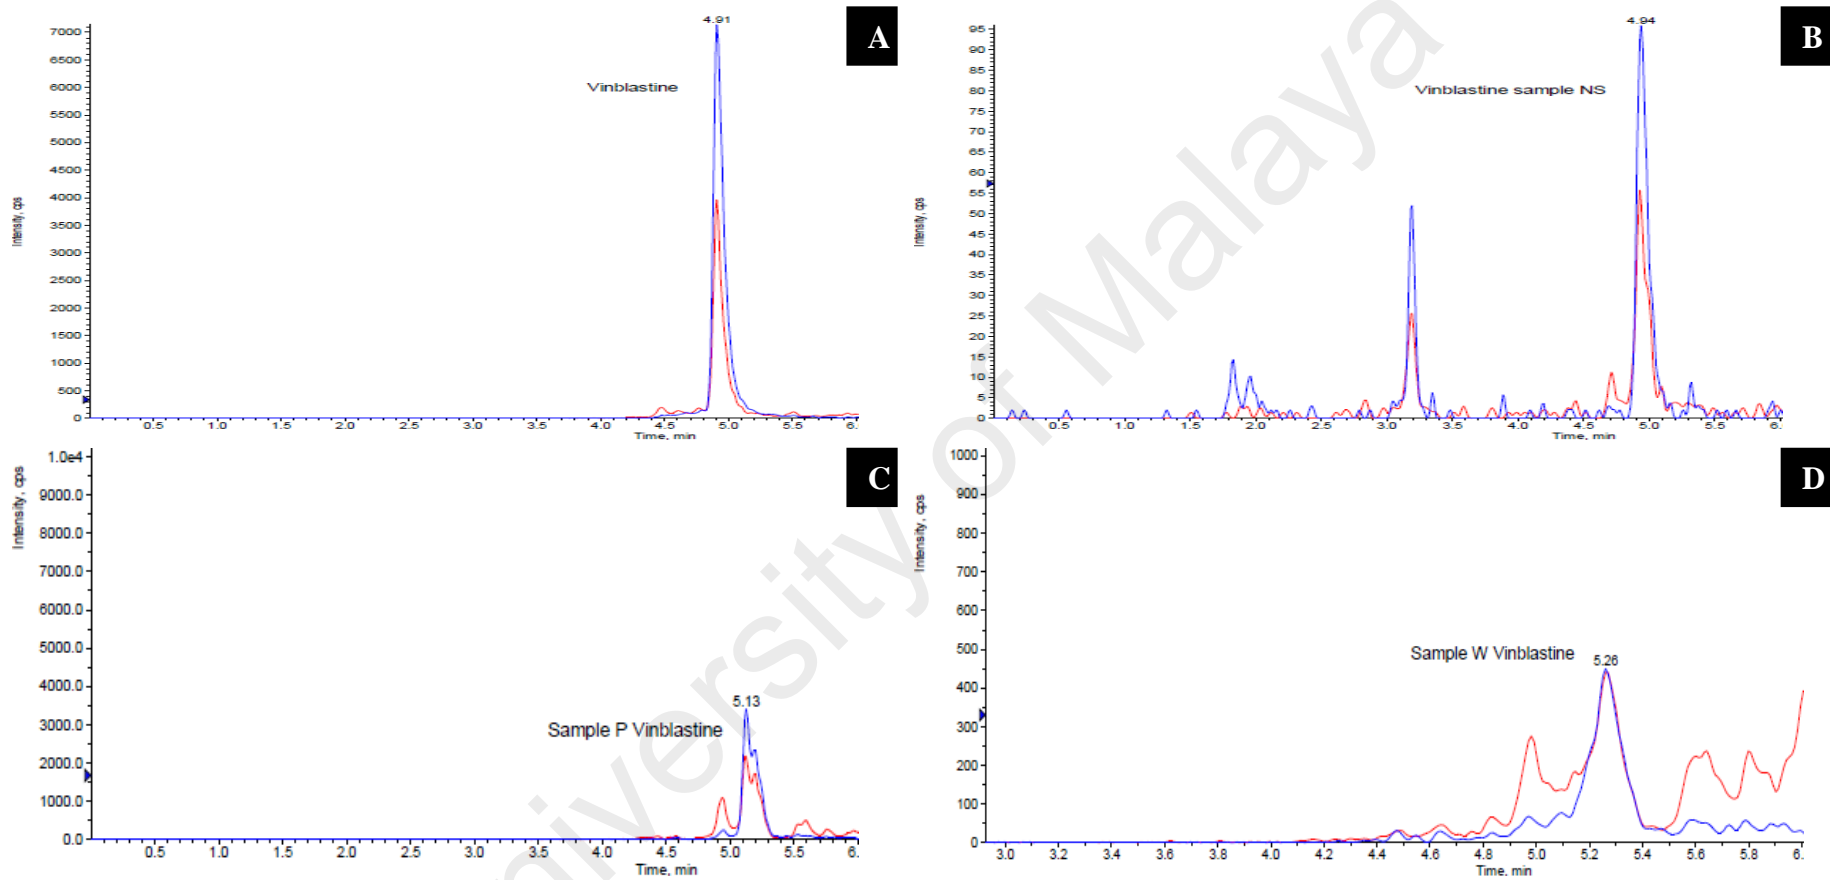 4.91
A
7000
6500
Vinblastine
6000
5500
5000
4500
4000
3500
3000
2500
2000
1500
1000
500
0
Intensity, cps
0.5 1.0 1.5 2.0 2.5 3.0 3.5 4.0 4.5 5.0 5.5 6.
Time, min
4.94
B
95
90
85
Vinblastine sample NS
80
75
70
65
60
55
50
45
40
35
30
25
20
15
10
5
0
Intensity, cps
0.5 1.0 1.5 2.0 2.5 3.0 3.5 4.0 4.5 5.0 5.5 6.
Time, min
C
1.0e4
9000.0
8000.0
7000.0
6000.0
5000.0
4000.0
5.13
3000.0
Sample P Vinblastine
2000.0
1000.0
0.0
Intensity, cps
0.5 1.0 1.5 2.0 2.5 3.0 3.5 4.0 4.5 5.0 5.5 6.
Time, min
D
1000
900
800
700
600
500
Sample W Vinblastine
5.26
400
300
200
100
0
Intensity, cps
3.0 3.2 3.4 3.6 3.8 4.0 4.2 4.4 4.6 4.8 5.0 5.2 5.4 5.6 5.8 6.
Time, min
niversity of Malaya